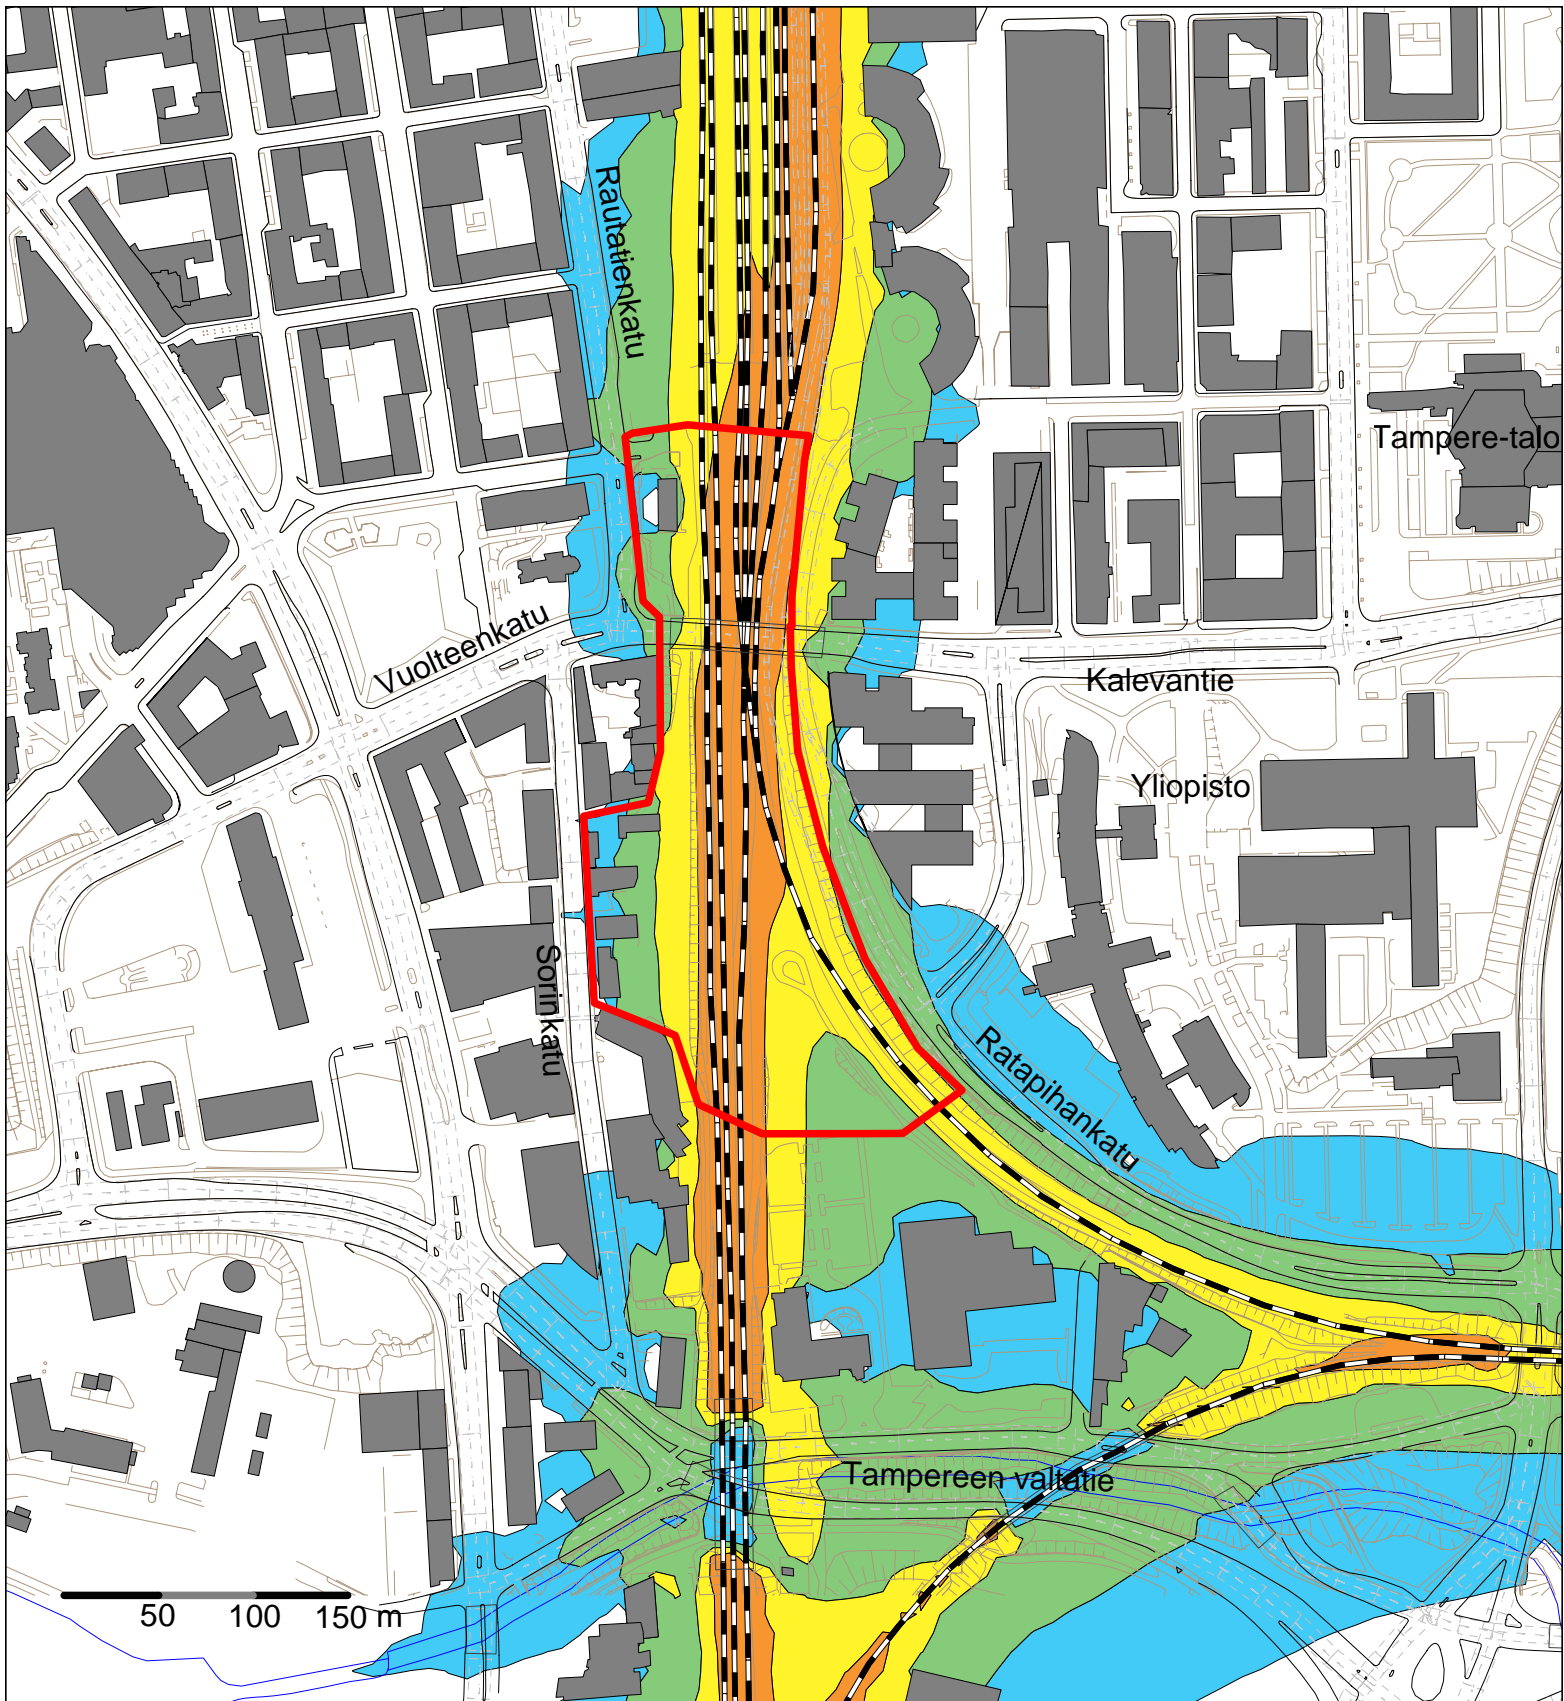 Rautatienkatu
Tampere-talo
Vuolteenkatu
Kalevantie
Yliopisto
Sorinkatu
Ratapihankatu
Tampereen valtatie
50 100 150 m